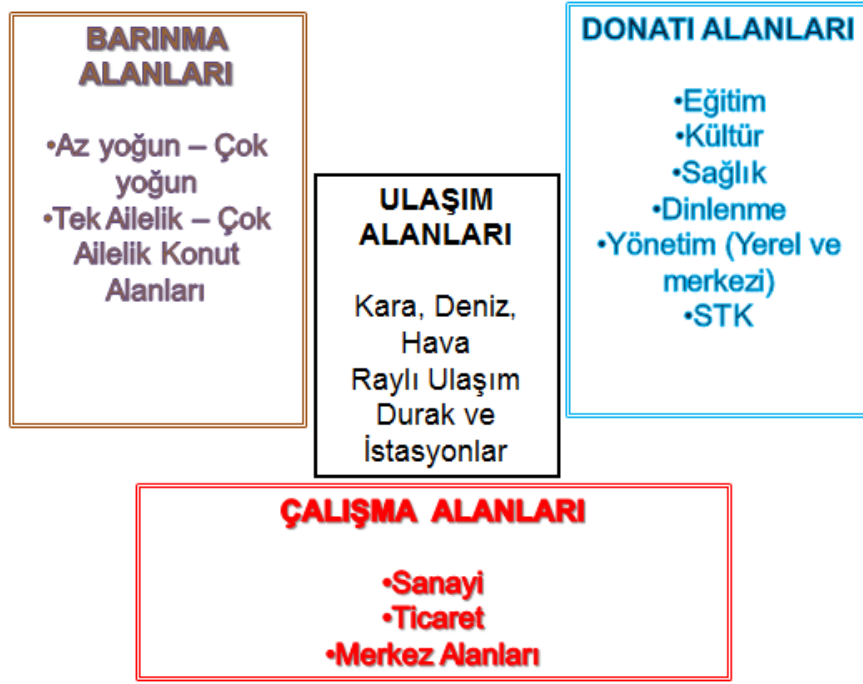 BARINMA
ALANLARI
•Az yoğun – Çok
yoğun
•Tek Ailelik – Çok
Ailelik Konut
Alanları
ULAŞIM
ALANLARI
Kara, Deniz,
Hava
Raylı Ulaşım
Durak ve
İstasyonlar
DONATI ALANLARI
•Eğitim
•Kültür
•Sağlık
•Dinlenme
•Yönetim (Yerel ve
merkezi)
•STK
ÇALIŞMA ALANLARI
•Sanayi
•Ticaret
•Merkez Alanları